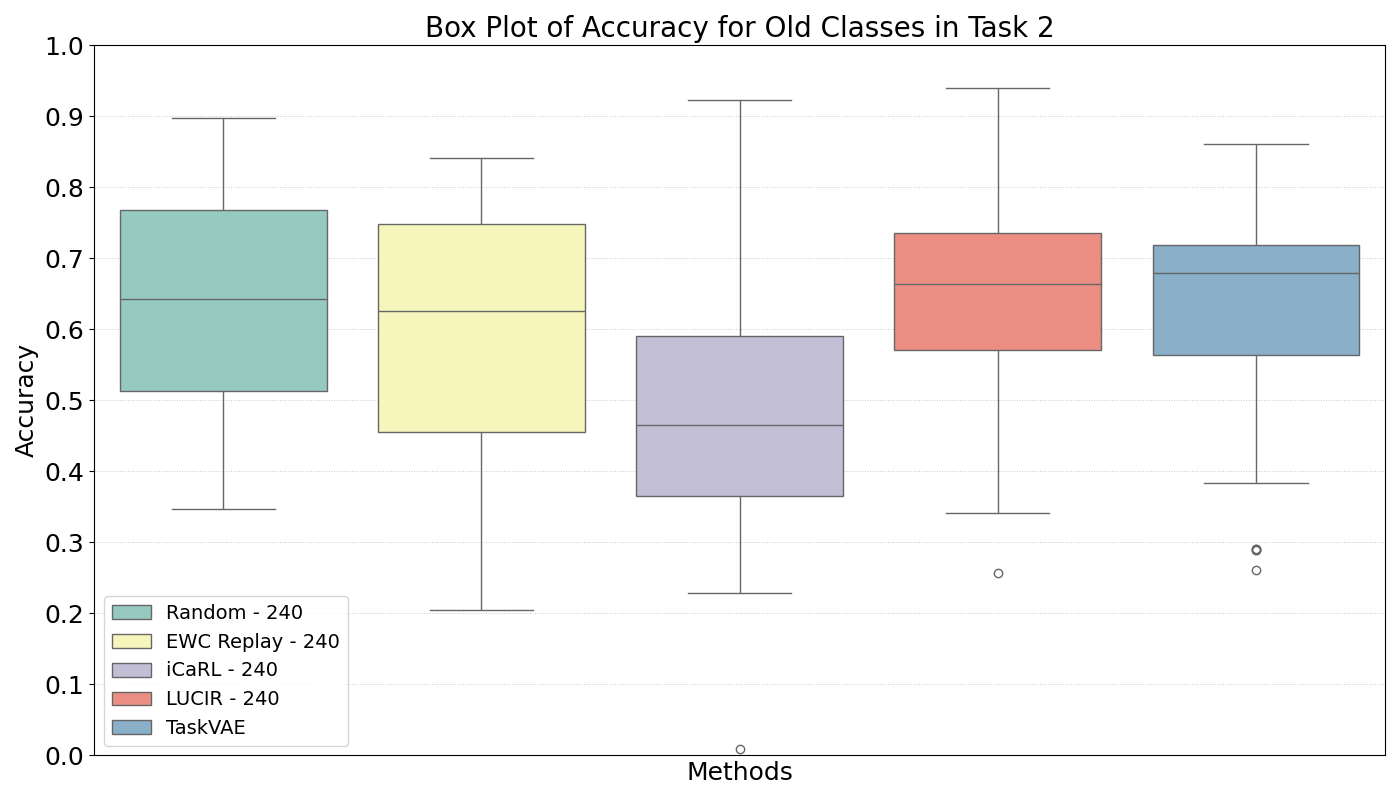 Box Plot of Accuracy for Old Classes in Task 2
1.0
0.9
0.8
0.7
0.6
0.5
0.4
0.3
0.2
0.1
0.0
Accuracy
Random - 240
EWC Replay - 240
iCaRL - 240
LUCIR - 240
TaskVAE
Methods